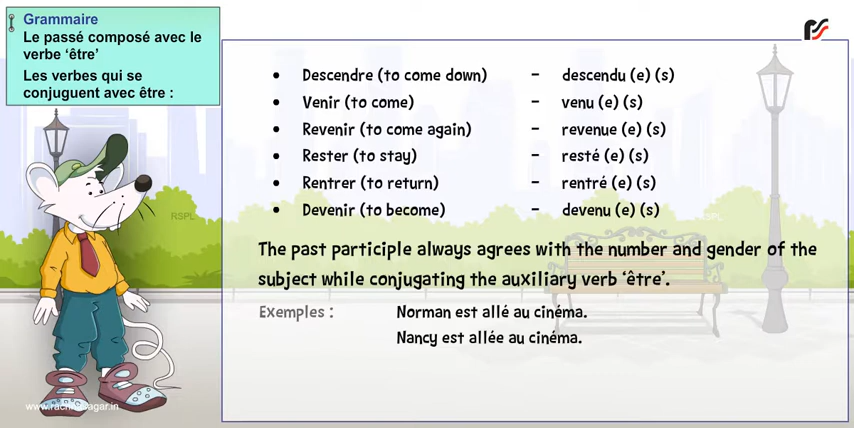 Grammaire
Le passé composé avec le
verbe ‘être’
Les verbes qui se
conjuguent avec être :
• Descendre (to come down) – descendu (e) (s)
• Venir (to come) – venu (e) (s)
• Revenir (to come again) – revenue (e) (s)
• Rester (to stay) – resté (e) (s)
• Rentrer (to return) – rentré (e) (s)
• Devenir (to become) – devenu (e) (s)
The past participle always agrees with the number and gender of the
subject while conjugating the auxiliary verb ‘être’.
Exemples : Norman est allé au cinéma.
Nancy est allée au cinéma.
RSPL
RSPL
www.rachnasagar.in